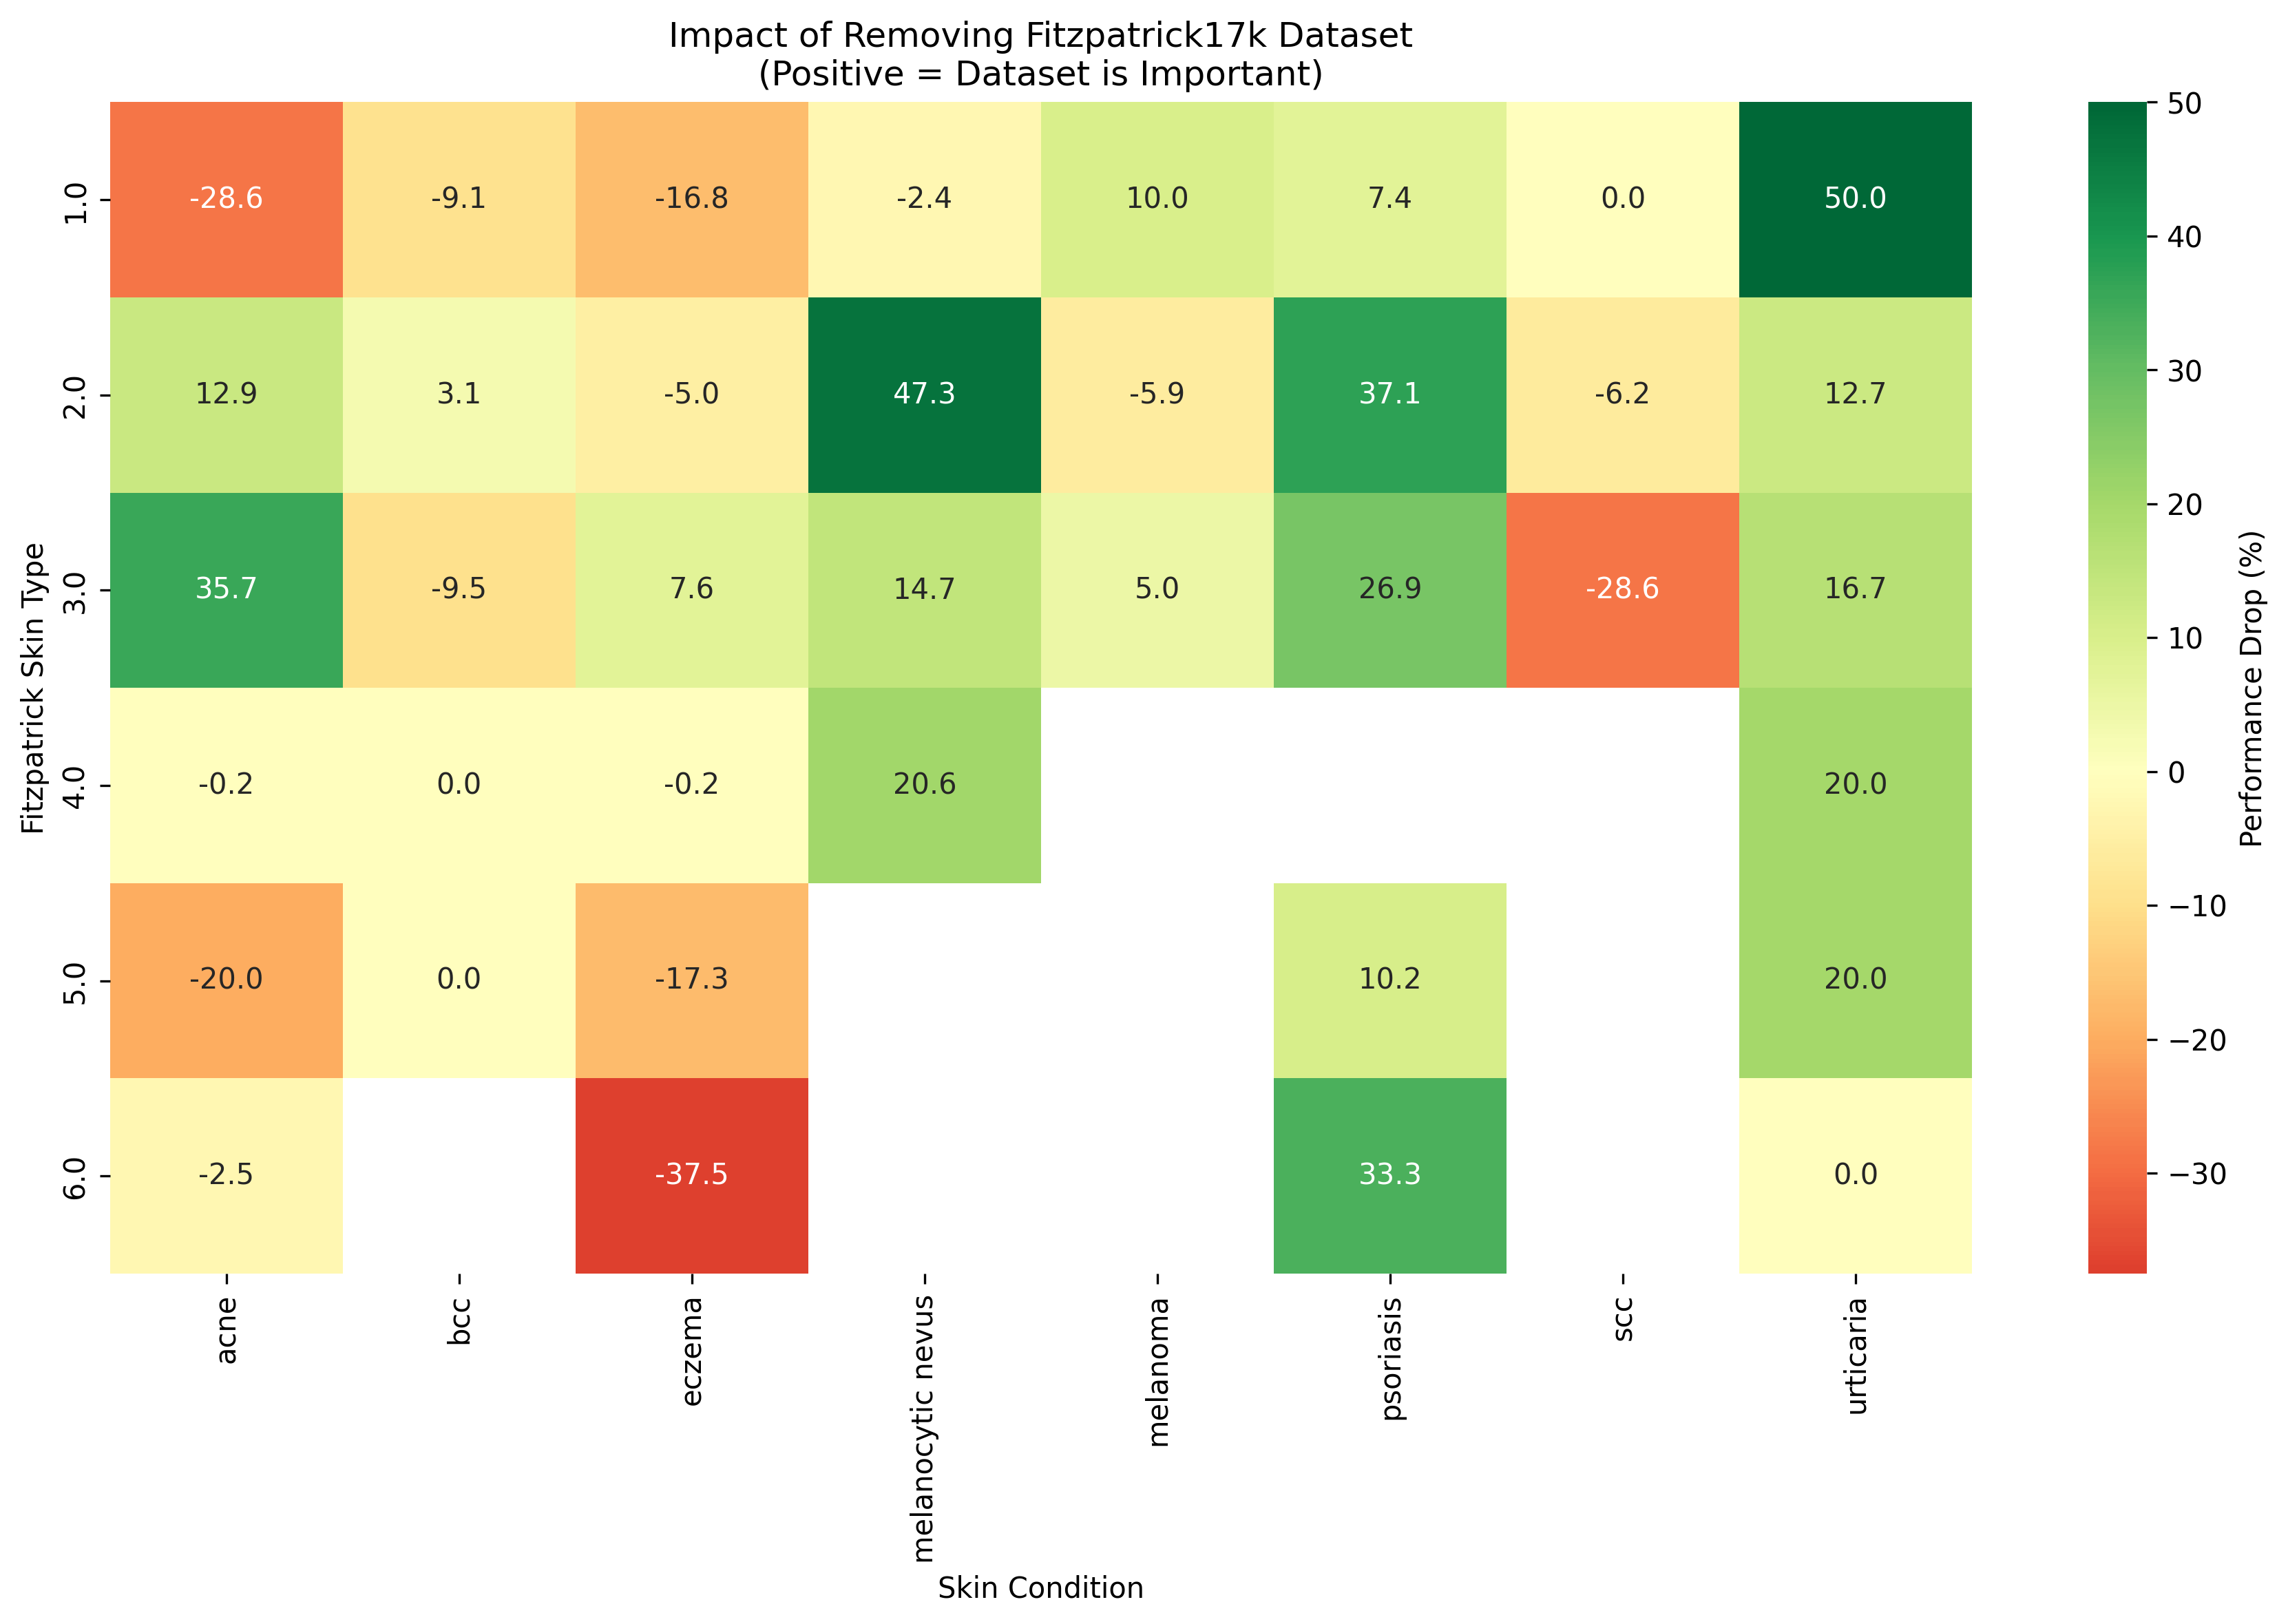 Impact of Removing Fitzpatrick17k Dataset
(Positive = Dataset is Important)
Fitzpatrick Skin Type
1.0
-28.6 -9.1 -16.8 -2.4 10.0 7.4 0.0 50.0
2.0
12.9 3.1 -5.0 47.3 -5.9 37.1 -6.2 12.7
3.0
35.7 -9.5 7.6 14.7 5.0 26.9 -28.6 16.7
4.0
-0.2 0.0 -0.2 20.6 20.0
5.0
-20.0 0.0 -17.3 10.2 20.0
6.0
-2.5 -37.5 33.3 0.0
acne
bcc
eczema
melanocytic nevus
melanoma
psoriasis
scc
urticaria
Skin Condition
50
40
30
20
10
0
−10
−20
−30
Performance Drop (%)